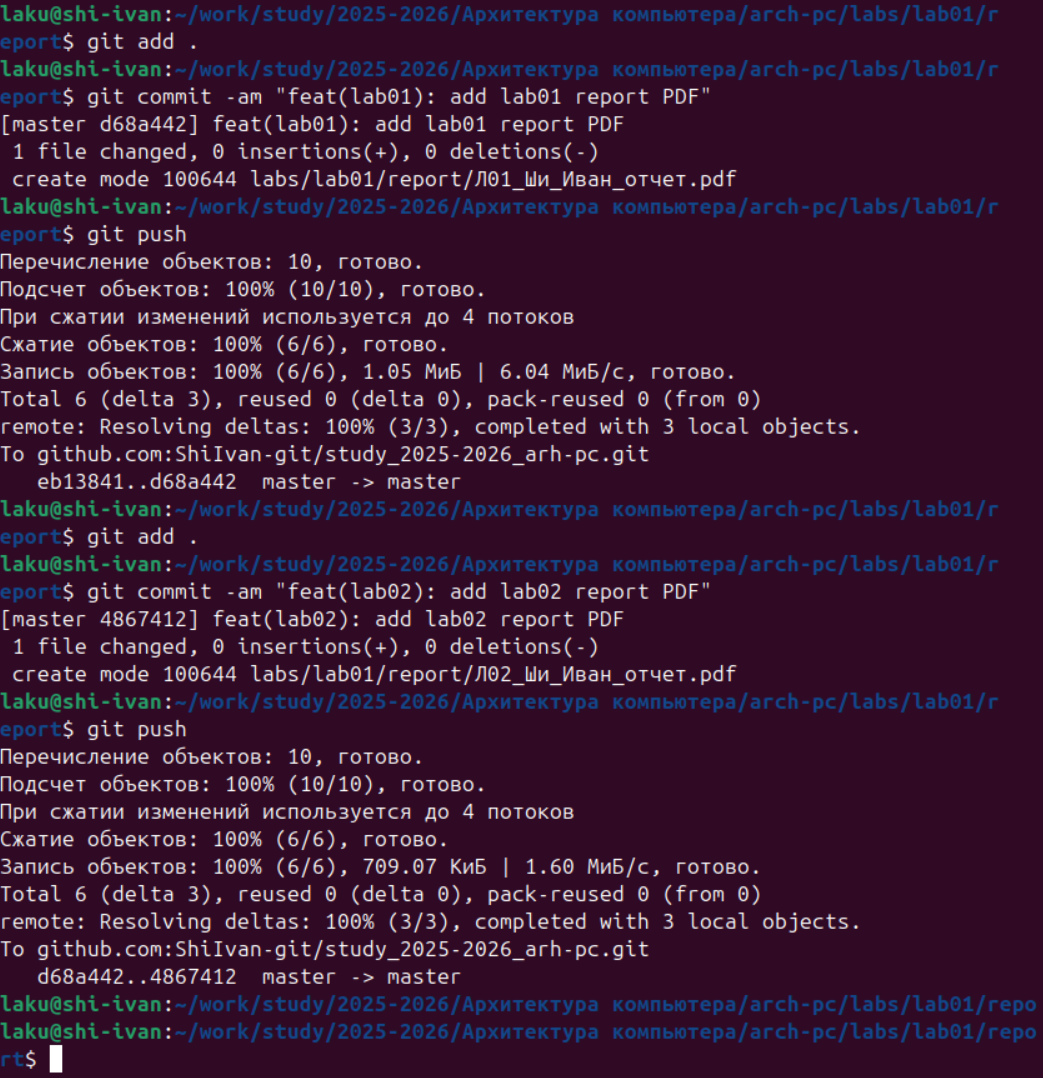 laku@shi-ivan:~/work/study/2025-2026/Архитектура компьютера/arch-pc/labs/lab01/r
eport$ git add .
laku@shi-ivan:~/work/study/2025-2026/Архитектура компьютера/arch-pc/labs/lab01/r
eport$ git commit -am "feat(lab01): add lab01 report PDF"
[master d68a442] feat(lab01): add lab01 report PDF
 1 file changed, 0 insertions(+), 0 deletions(-)
 create mode 100644 labs/lab01/report/Л01_Ши_Иван_отчет.pdf
laku@shi-ivan:~/work/study/2025-2026/Архитектура компьютера/arch-pc/labs/lab01/r
eport$ git push
Перечисление объектов: 10, готово.
Подсчет объектов: 100% (10/10), готово.
При сжатии изменений используется до 4 потоков
Сжатие объектов: 100% (6/6), готово.
Запись объектов: 100% (6/6), 1.05 МиБ | 6.04 МиБ/с, готово.
Total 6 (delta 3), reused 0 (delta 0), pack-reused 0 (from 0)
remote: Resolving deltas: 100% (3/3), completed with 3 local objects.
To github.com:ShiIvan-git/study_2025-2026_arh-pc.git
   eb13841..d68a442  master -> master
laku@shi-ivan:~/work/study/2025-2026/Архитектура компьютера/arch-pc/labs/lab01/r
eport$ git add .
laku@shi-ivan:~/work/study/2025-2026/Архитектура компьютера/arch-pc/labs/lab01/r
eport$ git commit -am "feat(lab02): add lab02 report PDF"
[master 4867412] feat(lab02): add lab02 report PDF
 1 file changed, 0 insertions(+), 0 deletions(-)
 create mode 100644 labs/lab01/report/Л02_Ши_Иван_отчет.pdf
laku@shi-ivan:~/work/study/2025-2026/Архитектура компьютера/arch-pc/labs/lab01/r
eport$ git push
Перечисление объектов: 10, готово.
Подсчет объектов: 100% (10/10), готово.
При сжатии изменений используется до 4 потоков
Сжатие объектов: 100% (6/6), готово.
Запись объектов: 100% (6/6), 709.07 КиБ | 1.60 МиБ/с, готово.
Total 6 (delta 3), reused 0 (delta 0), pack-reused 0 (from 0)
remote: Resolving deltas: 100% (3/3), completed with 3 local objects.
To github.com:ShiIvan-git/study_2025-2026_arh-pc.git
   d68a442..4867412  master -> master
laku@shi-ivan:~/work/study/2025-2026/Архитектура компьютера/arch-pc/labs/lab01/repo
laku@shi-ivan:~/work/study/2025-2026/Архитектура компьютера/arch-pc/labs/lab01/repo
rt$